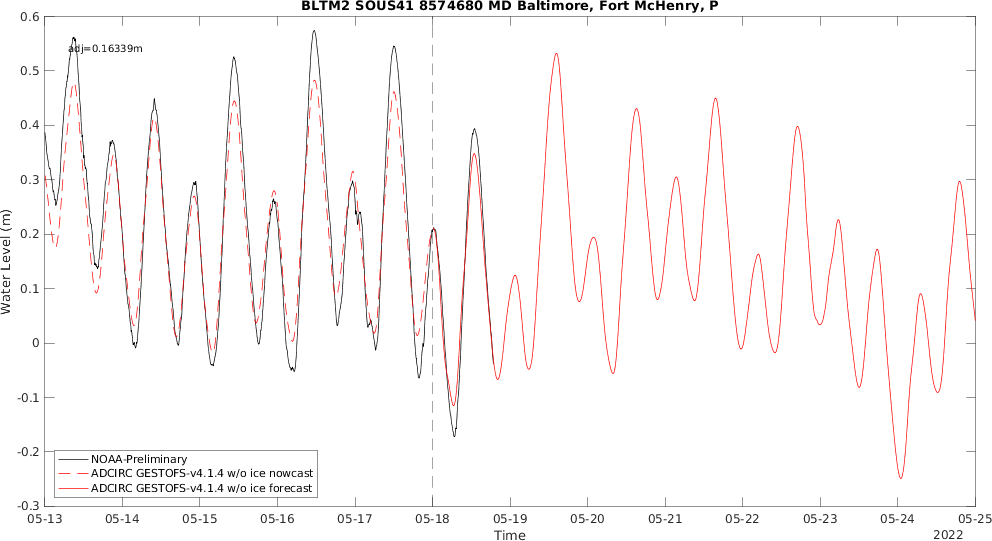 BLTM2 SOUS41 8574680 MD Baltimore, Fort McHenry, P
adj=0.16339m
Water Level (m)
0.6
0.5
0.4
0.3
0.2
0.1
0
-0.1
-0.2
-0.3
NOAA-Preliminary
ADCIRC GESTOFS-v4.1.4 w/o ice nowcast
ADCIRC GESTOFS-v4.1.4 w/o ice forecast
05-13 05-14 05-15 05-16 05-17 05-18 05-19 05-20 05-21 05-22 05-23 05-24 05-25
Time
2022